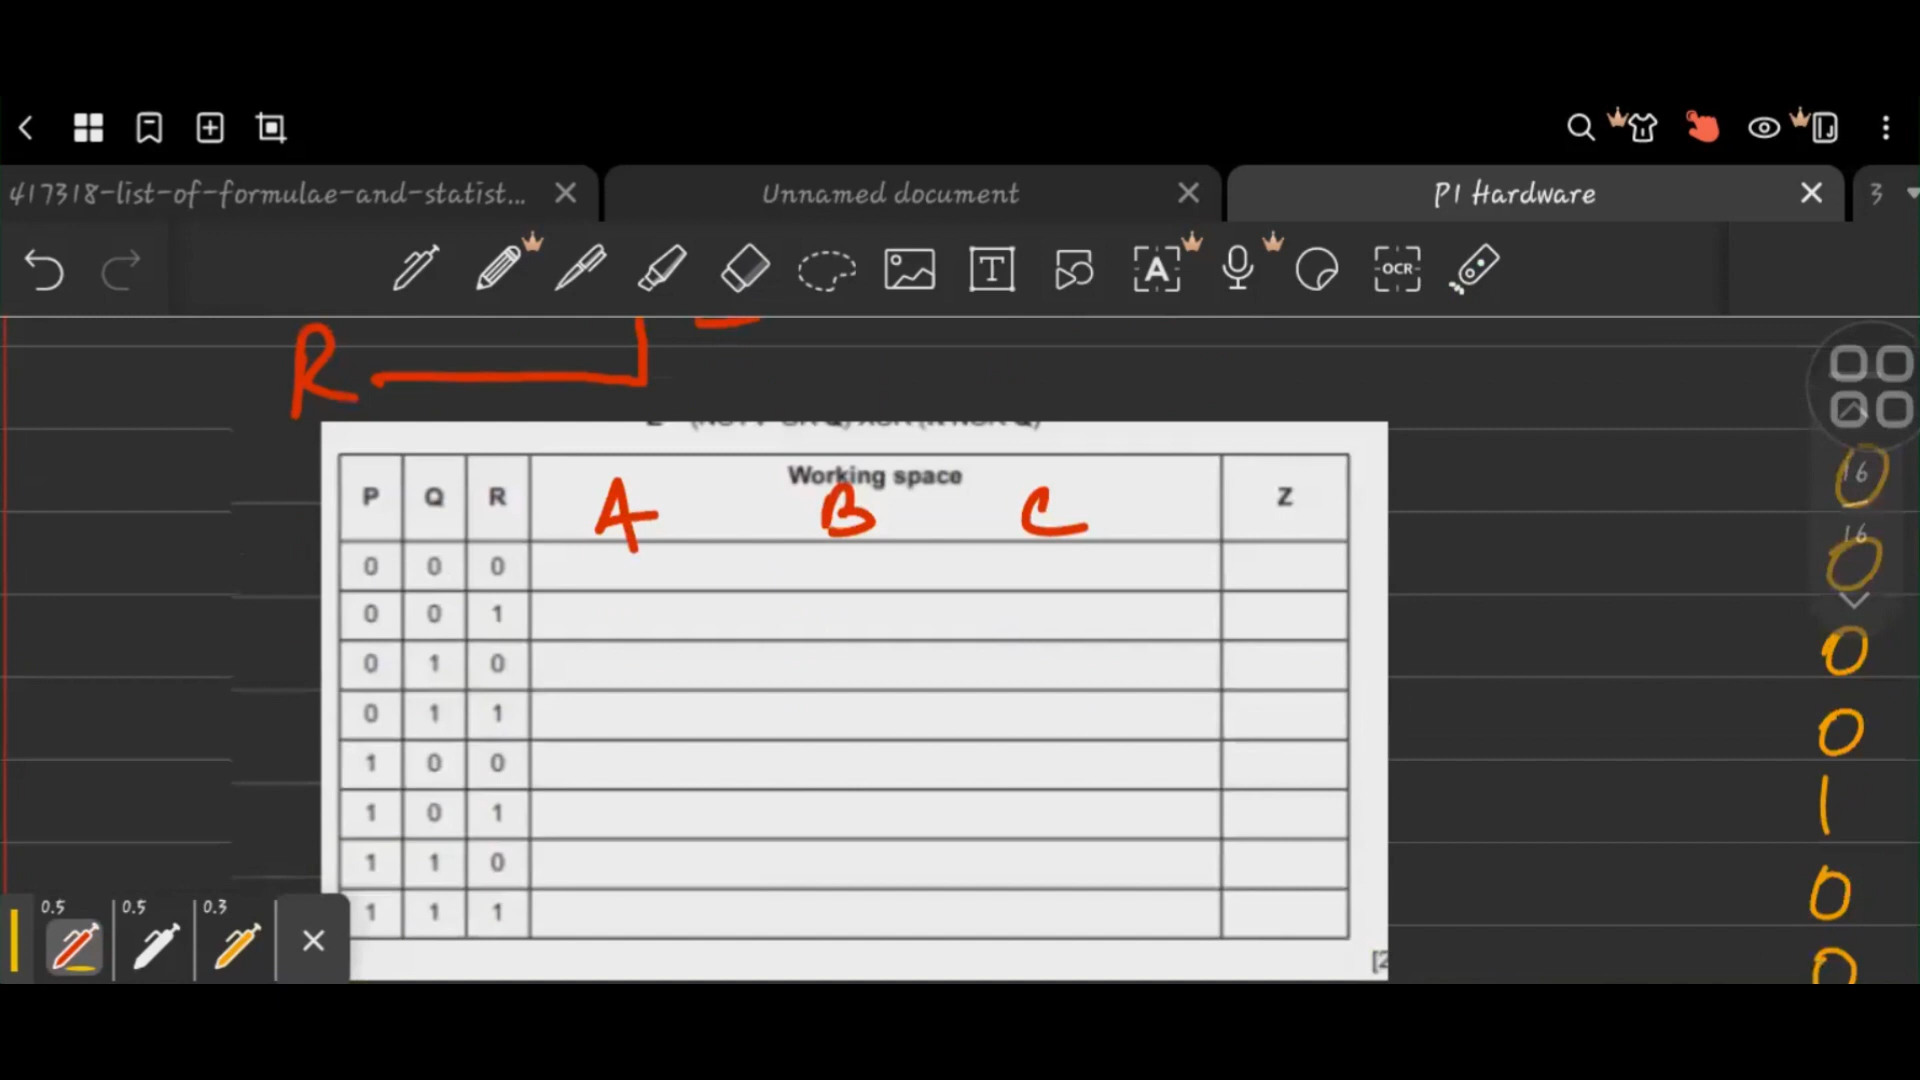 417318-list-of-formulae-and-statist...
Unnamed document
P1 Hardware
3
A
OCR
R
16
16
Working space
P Q R A B C Z
0 0 0
0 0 1
0 1 0
0 1 1
1 0 0
1 0 1
1 1 0
1 1 1
0
0
0
0
1
0
0
0.5 0.5 0.3